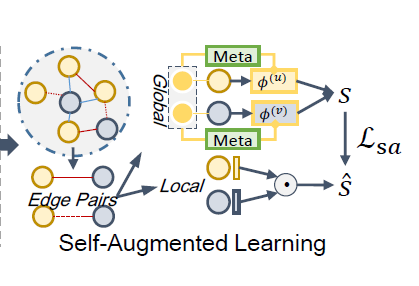 Meta
Global
ϕ⁽ᵘ⁾
S
ϕ⁽ᵛ⁾
Meta
ℒsa
Edge Pairs
Local
Ŝ
Self-Augmented Learning